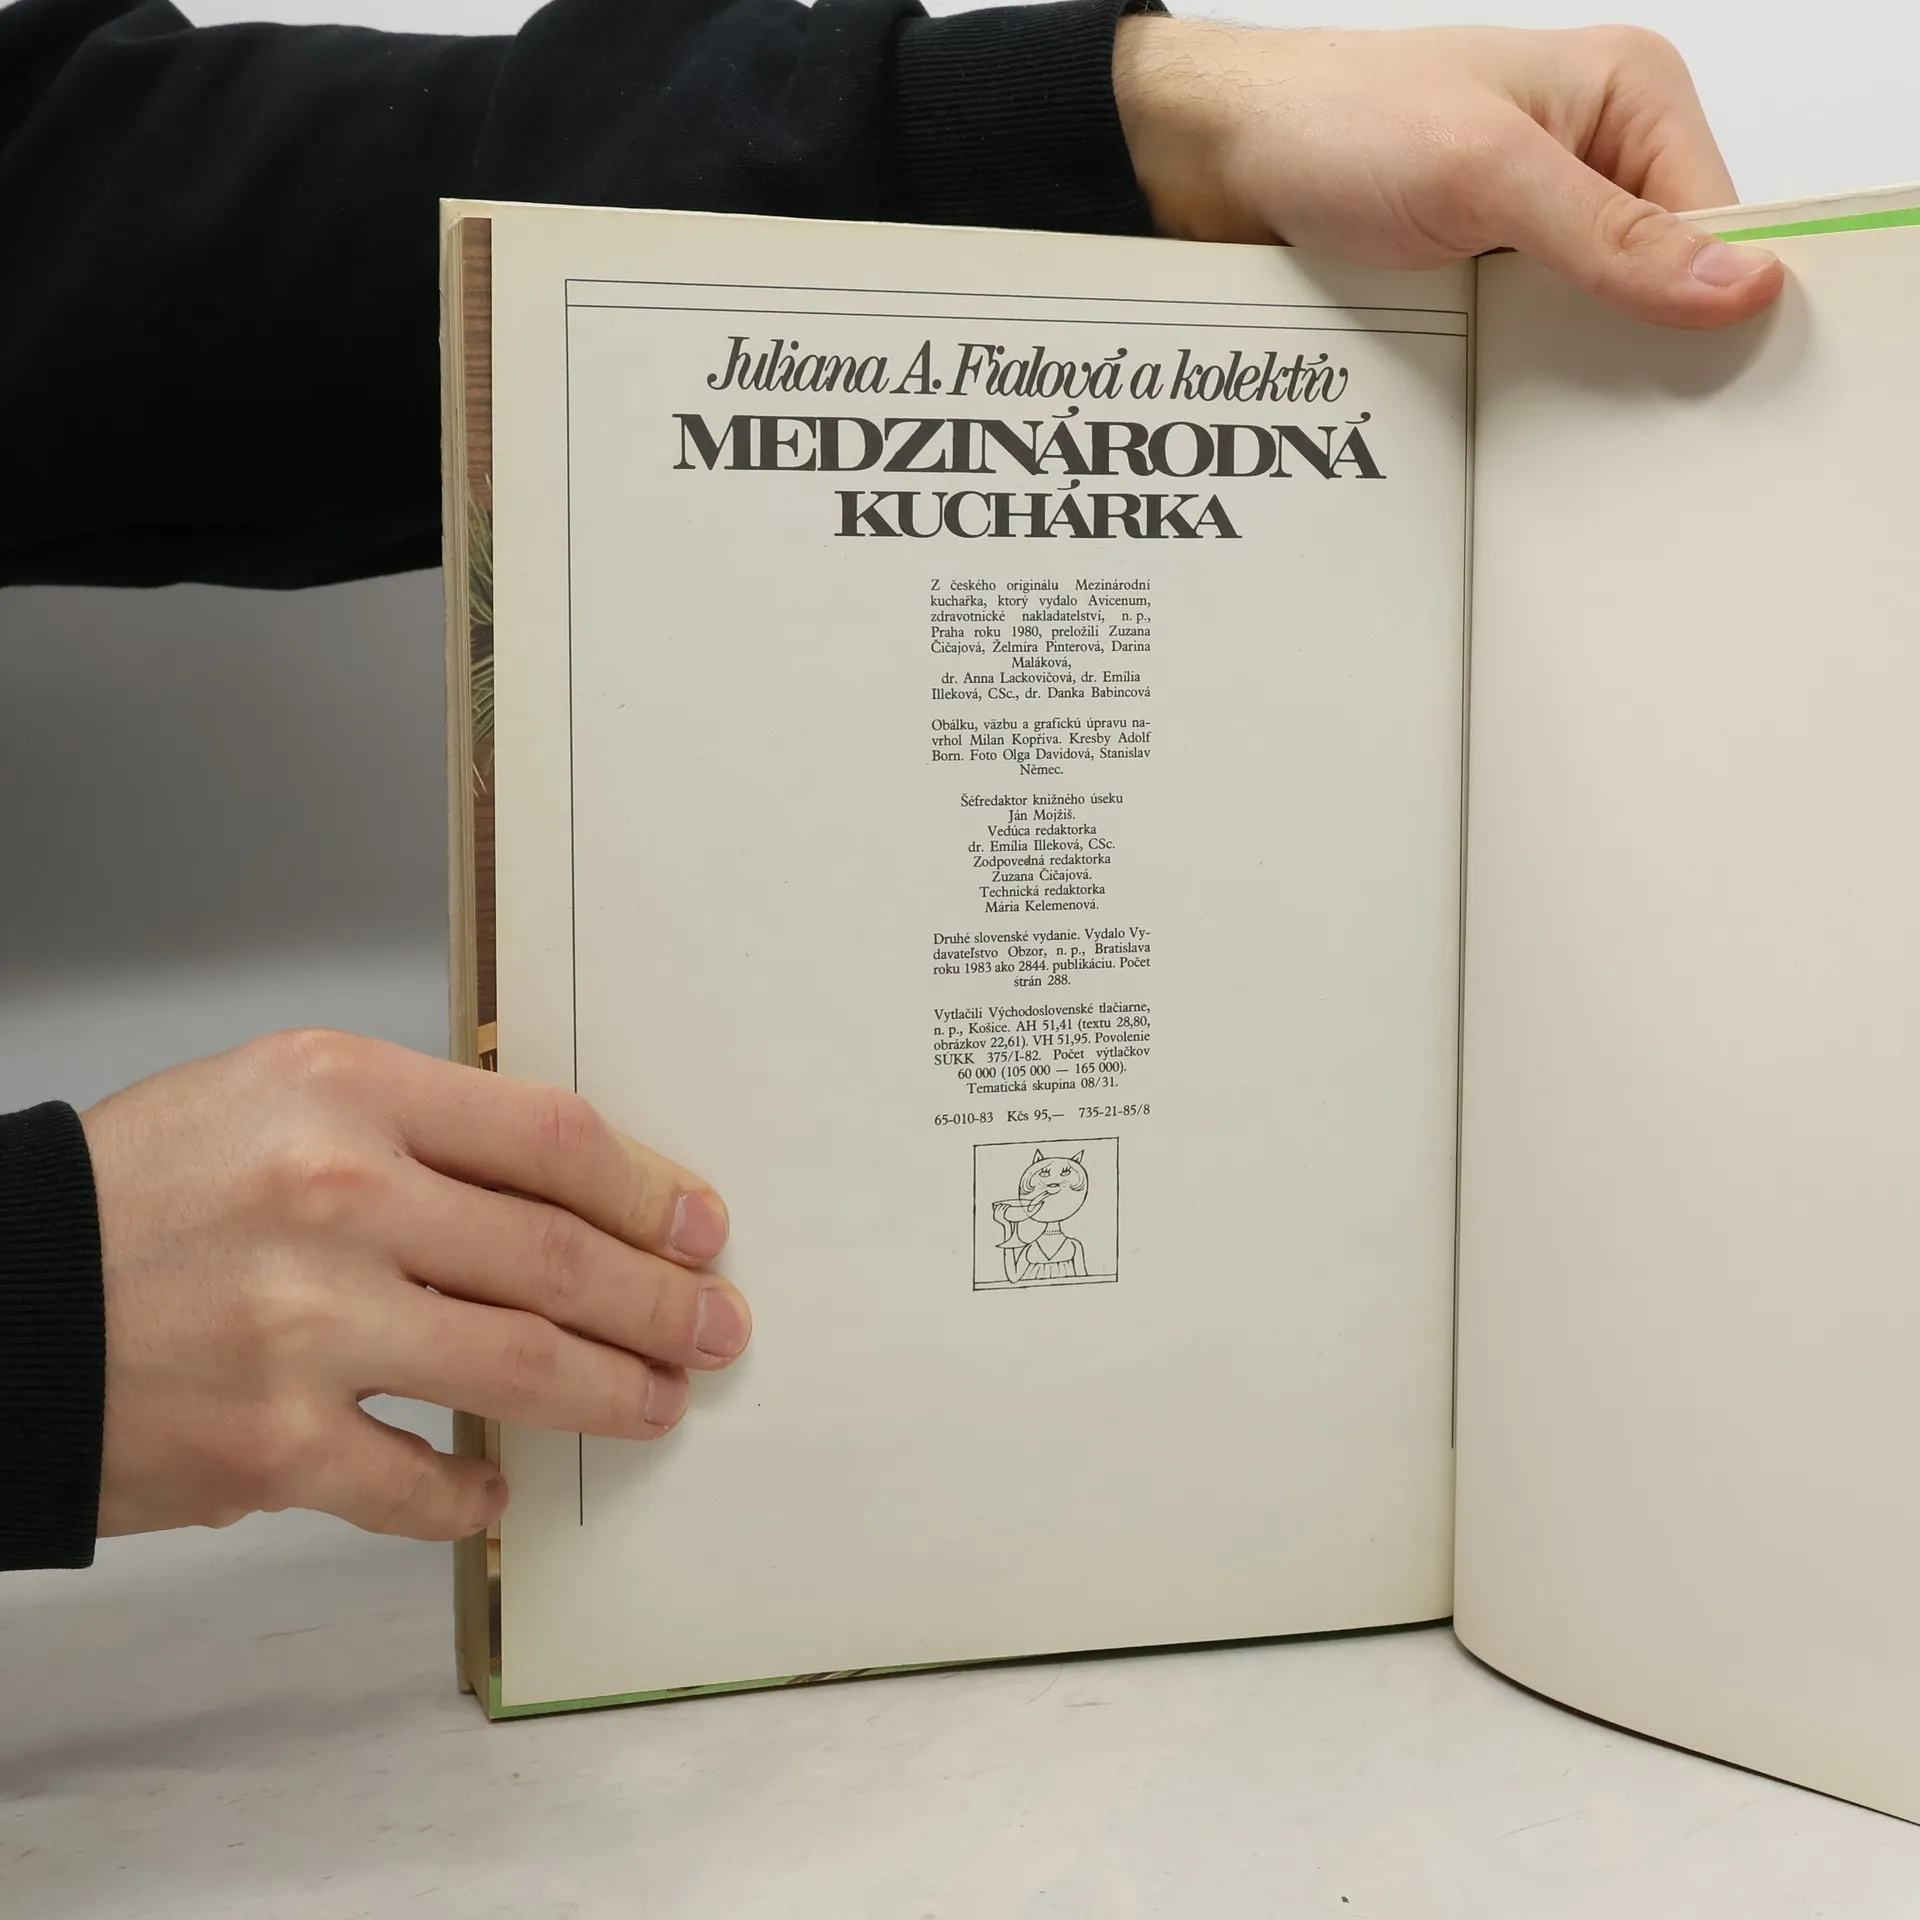 Juliana A. Fialová a kolektív
MEDZINÁRODNÁ
KUCHÁRKA
Z českého originálu Mezinárodní
kuchařka, ktorý vydalo Avicenum,
zdravotnické nakladatelství, n. p.,
Praha roku 1980, preložili Zuzana
Čičajová, Želmíra Pinterová, Darina
Maláková,
dr. Anna Lackovičová, dr. Emília
Illeková, CSc., dr. Danka Babincová
Obálku, väzbu a grafickú úpravu na-
vrhol Milan Kopřiva. Kresby Adolf
Born. Foto Olga Davidová, Stanislav
Němec.
Šéfredaktor knižného úseku
Ján Mojžiš.
Vedúca redaktorka
dr. Emília Illeková, CSc.
Zodpovedná redaktorka
Zuzana Čičajová.
Technická redaktorka
Mária Kelemenová.
Druhé slovenské vydanie. Vydalo Vy-
davateľstvo Obzor, n. p., Bratislava
roku 1983 ako 2844. publikáciu. Počet
strán 288.
Vytlačili Východoslovenské tlačiarne,
n. p., Košice. AH 51,41 (textu 28,80,
obrázkov 22,61). VH 51,95. Povolenie
SÚKK 375/I-82. Počet výtlačkov
60 000 (105 000 — 165 000).
Tematická skupina 08/31.
65-010-83 Kčs 95,— 735-21-85/8